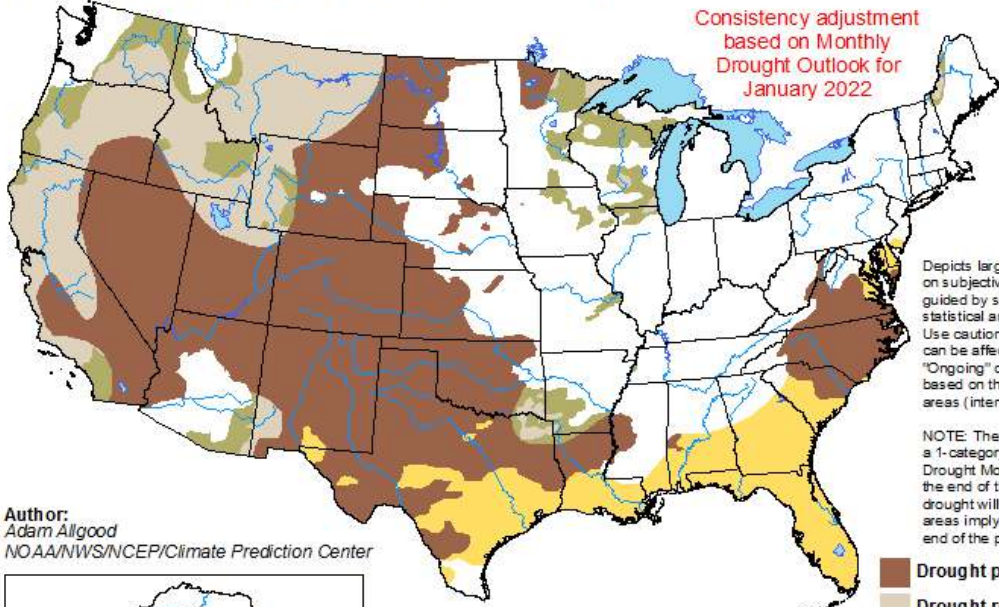 Consistency adjustment
based on Monthly
Drought Outlook for
January 2022
Depicts larg
on subjectiv
guided by s
statistical a
Use caution
can be affe
"Ongoing" 
based on th
areas (inter
NOTE: The
a 1-category
Drought Mo
the end of t
drought will
areas imply
end of the p
Drought p
Author:
Adam Allgood
NOAA/NWS/NCEP/Climate Prediction Center